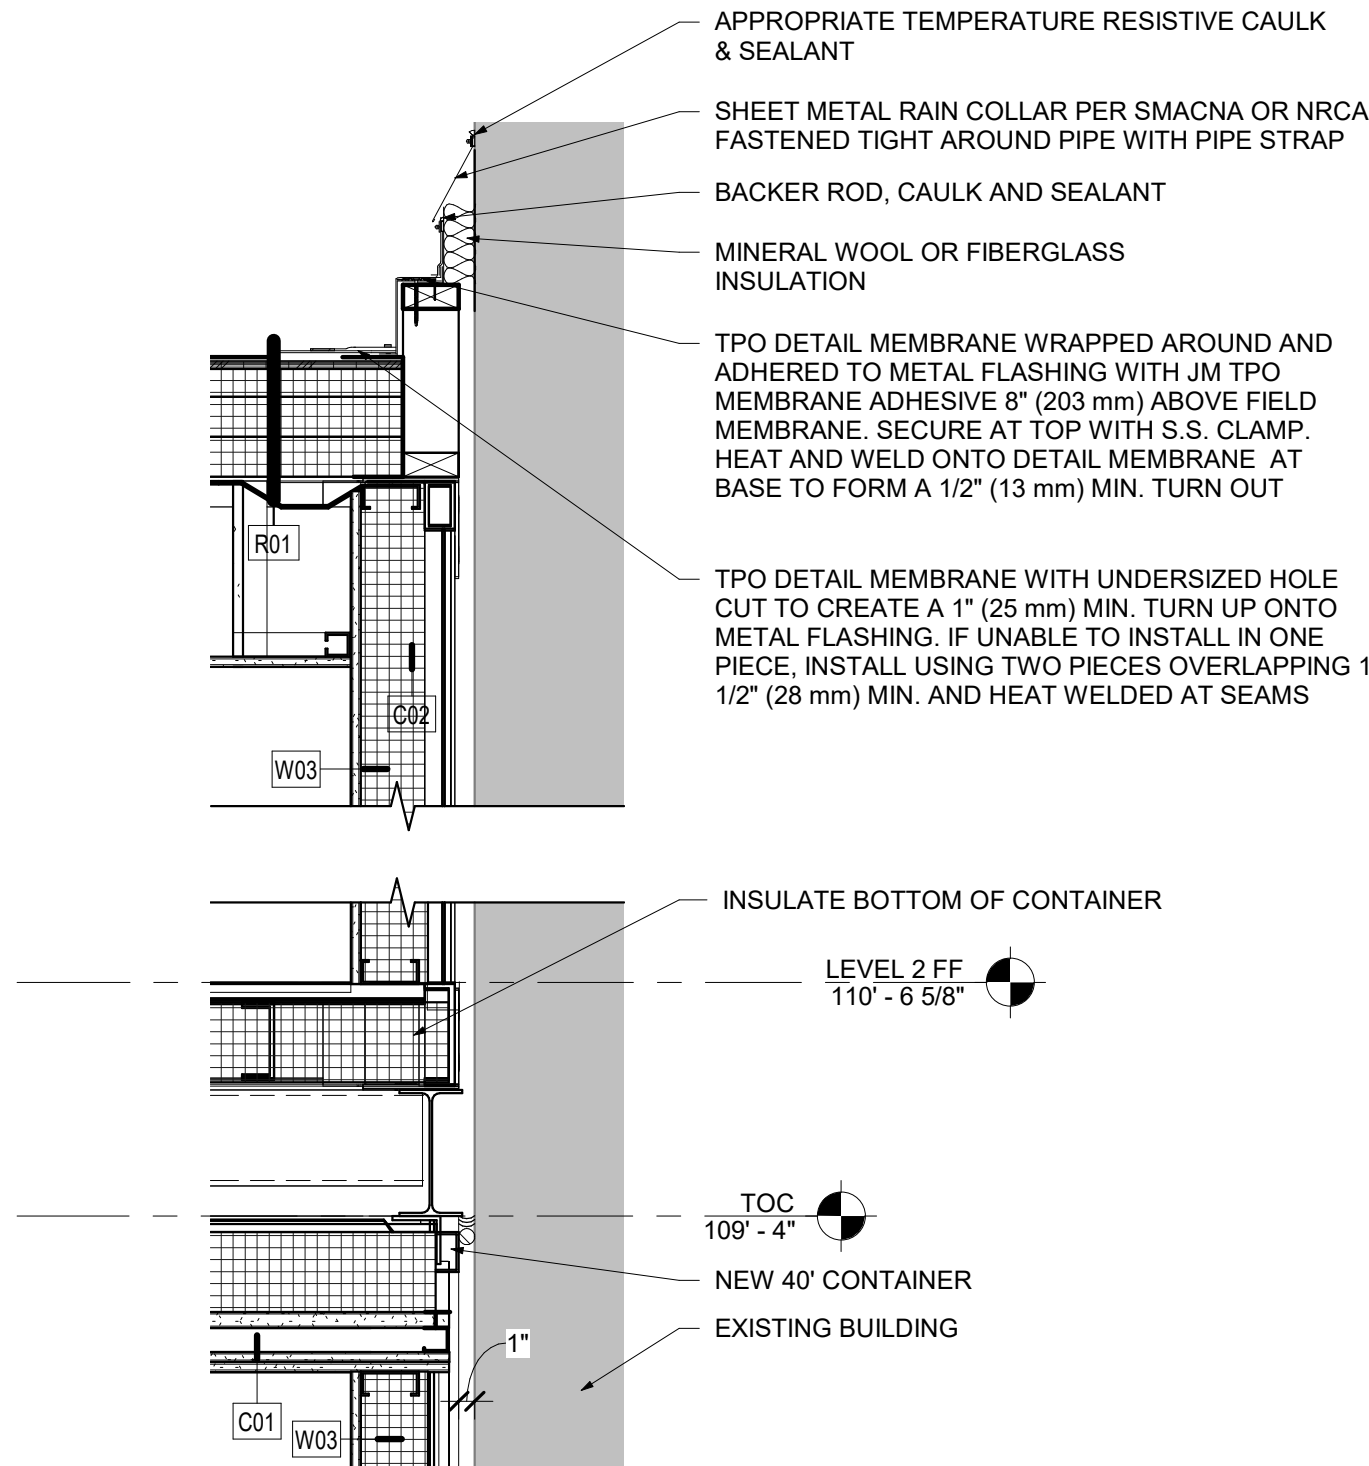 APPROPRIATE TEMPERATURE RESISTIVE CAULK
& SEALANT
SHEET METAL RAIN COLLAR PER SMACNA OR NRCA
FASTENED TIGHT AROUND PIPE WITH PIPE STRAP
BACKER ROD, CAULK AND SEALANT
MINERAL WOOL OR FIBERGLASS
INSULATION
TPO DETAIL MEMBRANE WRAPPED AROUND AND
ADHERED TO METAL FLASHING WITH JM TPO
MEMBRANE ADHESIVE 8" (203 mm) ABOVE FIELD
MEMBRANE. SECURE AT TOP WITH S.S. CLAMP.
HEAT AND WELD ONTO DETAIL MEMBRANE AT
BASE TO FORM A 1/2" (13 mm) MIN. TURN OUT
R01
TPO DETAIL MEMBRANE WITH UNDERSIZED HOLE
CUT TO CREATE A 1" (25 mm) MIN. TURN UP ONTO
METAL FLASHING. IF UNABLE TO INSTALL IN ONE
PIECE, INSTALL USING TWO PIECES OVERLAPPING 1
1/2" (28 mm) MIN. AND HEAT WELDED AT SEAMS
C02
W03
INSULATE BOTTOM OF CONTAINER
LEVEL 2 FF
110' - 6 5/8"
TOC
109' - 4"
NEW 40' CONTAINER
EXISTING BUILDING
1"
C01
W03